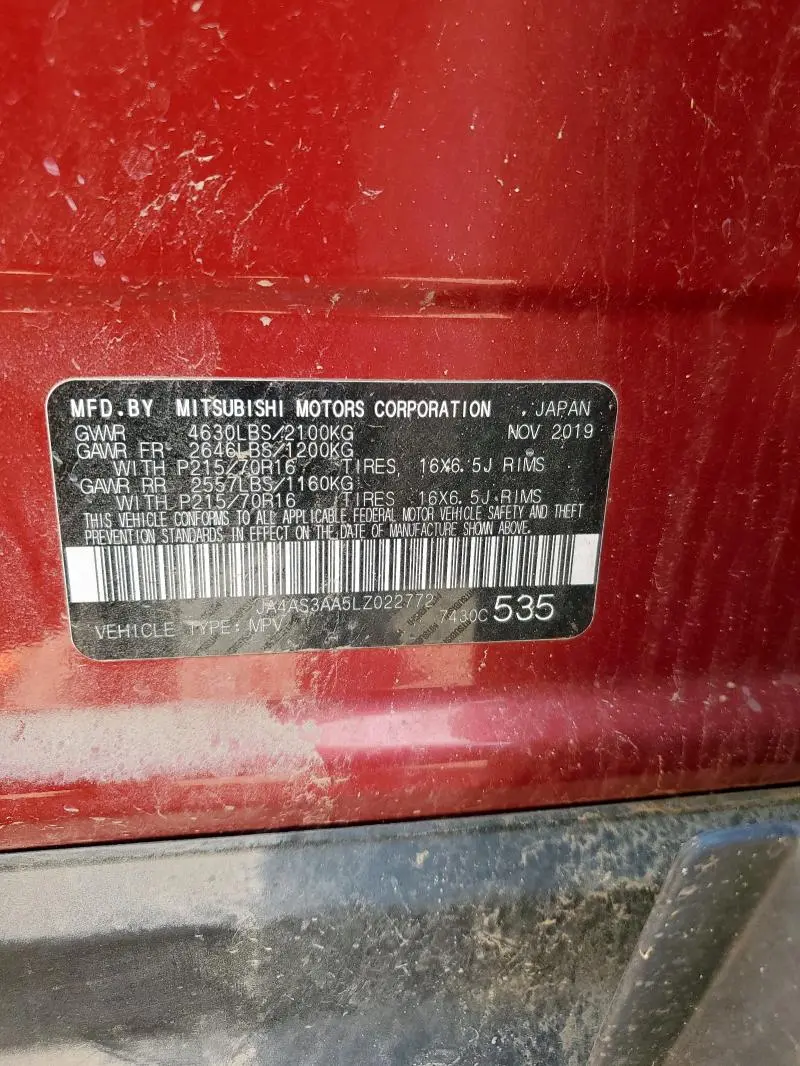 MFD.BY MITSUBISHI MOTORS CORPORATION . JAPAN
GVWR 4630LBS/2100KG NOV 2019
GAWR FR 2646LBS/1200KG
WITH P215/70R16 TIRES, 16X6.5J RIMS
GAWR RR 2557LBS/1160KG
WITH P215/70R16 TIRES 16X6.5J RIMS
THIS VEHICLE CONFORMS TO ALL APPLICABLE FEDERAL MOTOR VEHICLE SAFETY AND THEFT
PREVENTION STANDARDS IN EFFECT ON THE DATE OF MANUFACTURE SHOWN ABOVE.
JA4AS3AA5LZ022772
VEHICLE TYPE: MPV 7430C 535